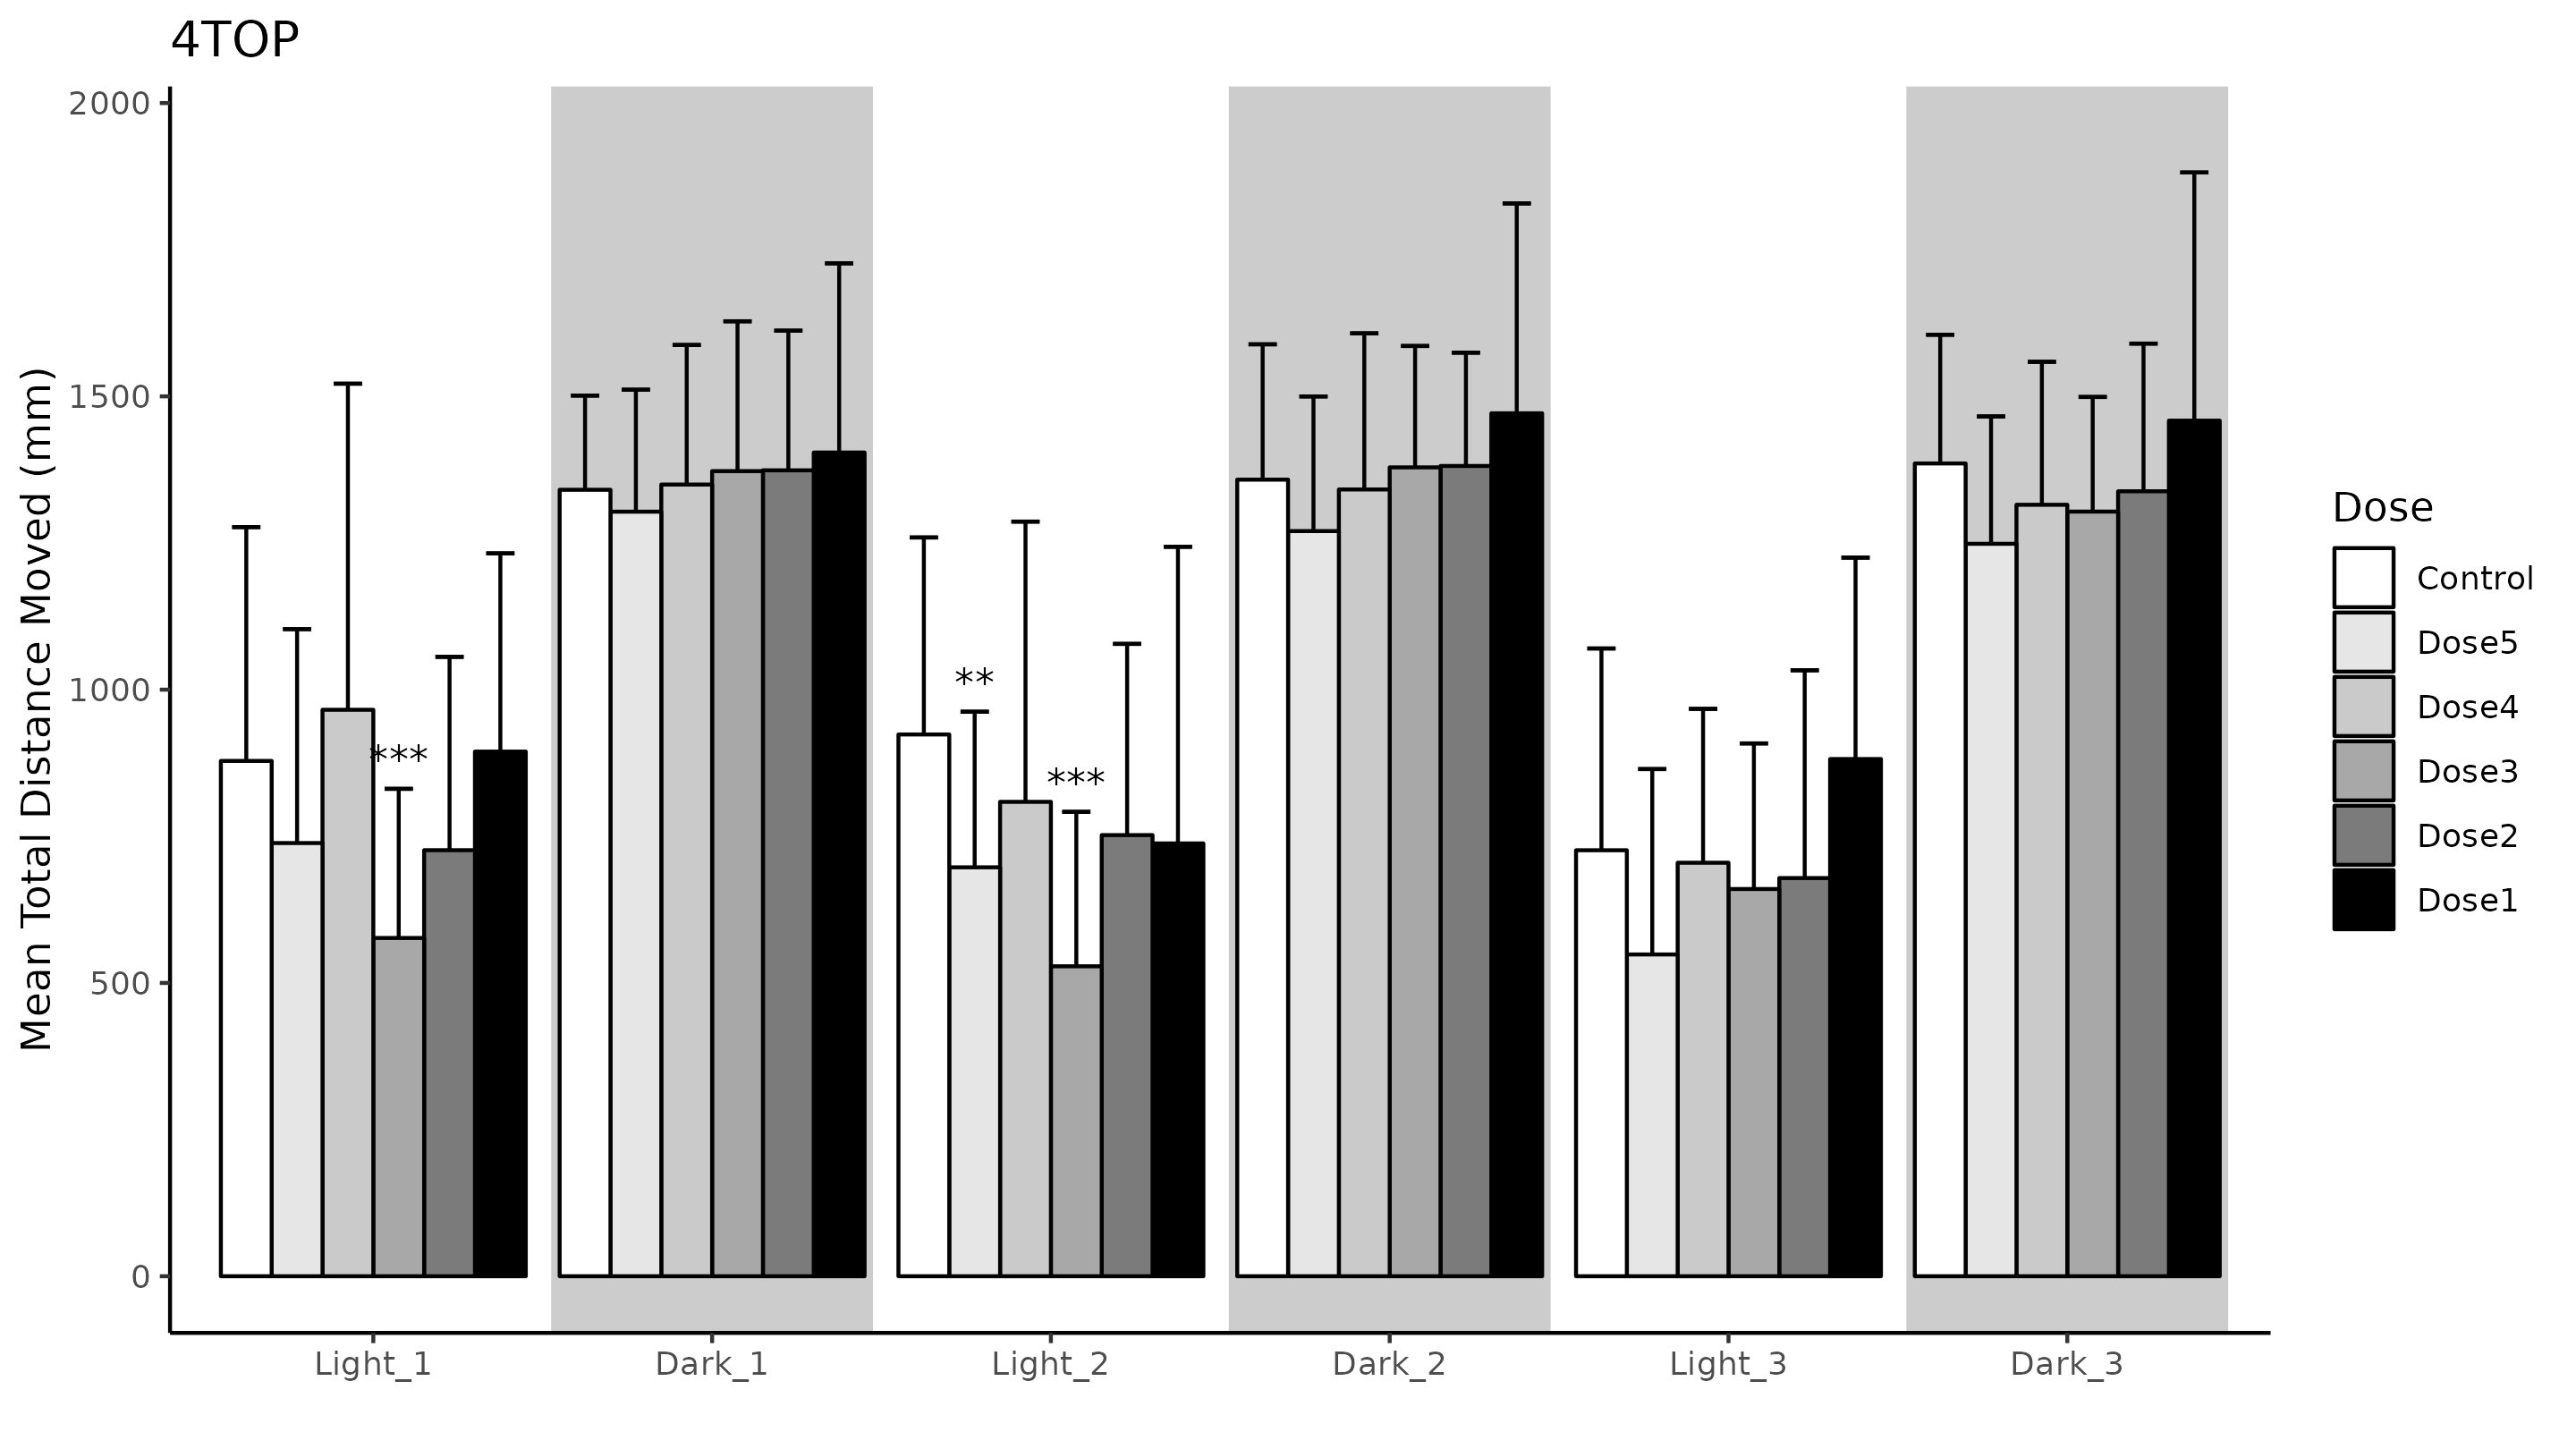 4TOP
Mean Total Distance Moved (mm)
2000
1500
1000
500
0
***
**
***
Light_1
Dark_1
Light_2
Dark_2
Light_3
Dark_3
Dose
Control
Dose5
Dose4
Dose3
Dose2
Dose1